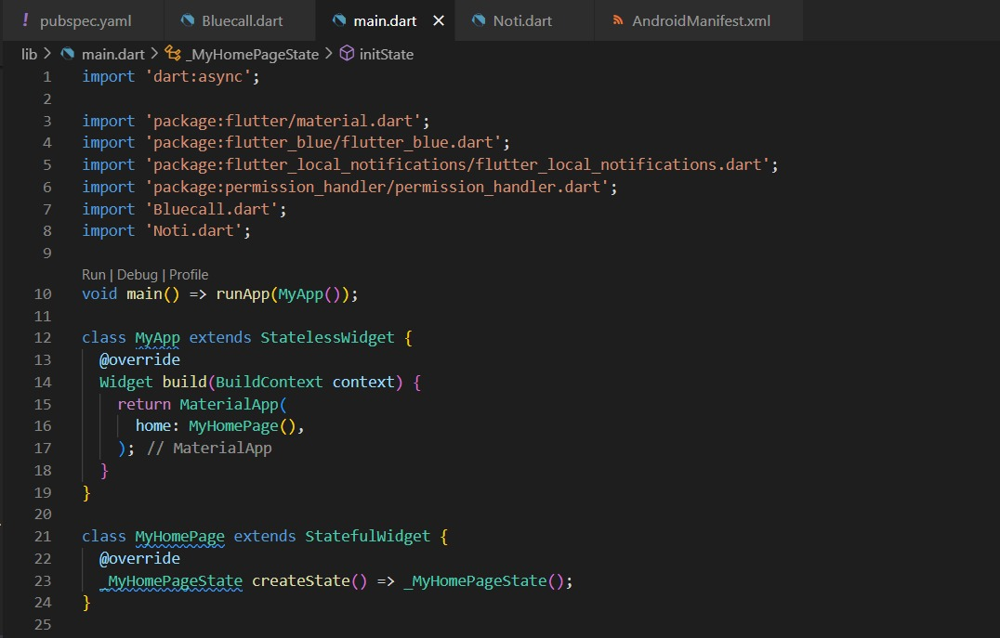 ! pubspec.yaml Bluecall.dart main.dart × Noti.dart AndroidManifest.xml
lib > main.dart > _MyHomePageState > initState
1 import 'dart:async';
2
3 import 'package:flutter/material.dart';
4 import 'package:flutter_blue/flutter_blue.dart';
5 import 'package:flutter_local_notifications/flutter_local_notifications.dart';
6 import 'package:permission_handler/permission_handler.dart';
7 import 'Bluecall.dart';
8 import 'Noti.dart';
9
Run | Debug | Profile
10 void main() => runApp(MyApp());
11
12 class MyApp extends StatelessWidget {
13   @override
14   Widget build(BuildContext context) {
15     return MaterialApp(
16       home: MyHomePage(),
17     ); // MaterialApp
18   }
19 }
20
21 class MyHomePage extends StatefulWidget {
22   @override
23   _MyHomePageState createState() => _MyHomePageState();
24 }
25